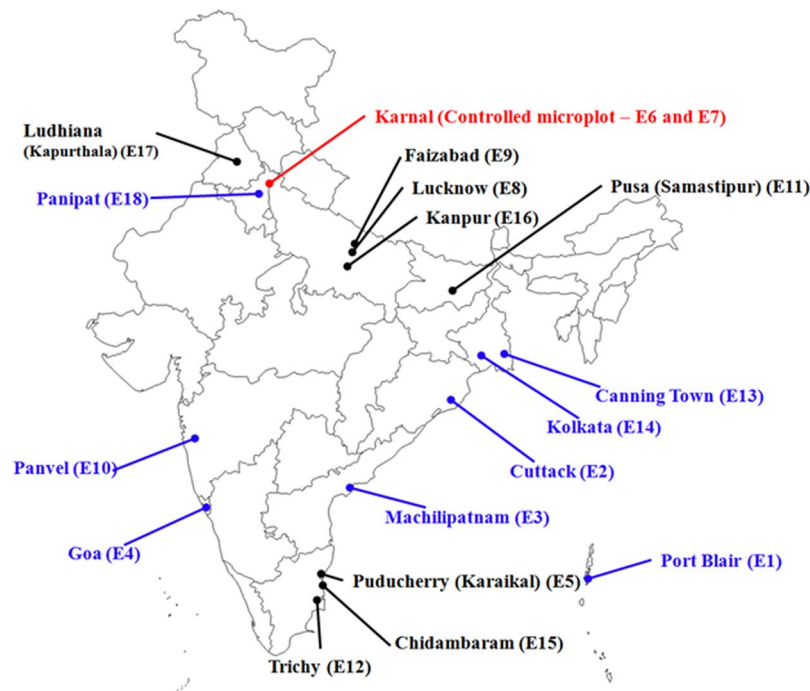 Karnal (Controlled microplot – E6 and E7)
Ludhiana
(Kapurthala) (E17)
Faizabad (E9)
Panipat (E18)
Lucknow (E8)
Pusa (Samastipur) (E11)
Kanpur (E16)
Canning Town (E13)
Kolkata (E14)
Panvel (E10)
Cuttack (E2)
Machilipatnam (E3)
Goa (E4)
Port Blair (E1)
Puducherry (Karaikal) (E5)
Chidambaram (E15)
Trichy (E12)